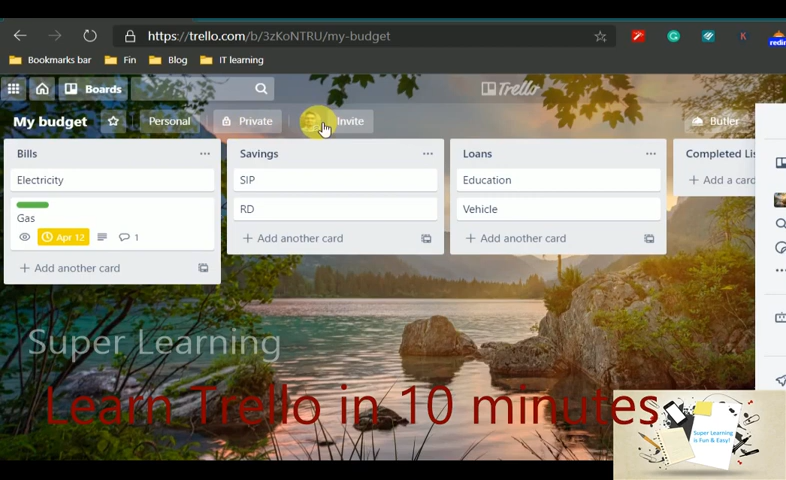 https://trello.com/b/3zKoNTRU/my-budget
Bookmarks bar Fin Blog IT learning
Boards
Trello
My budget Personal Private Invite Butler
Bills
Electricity
Gas
Apr 12 1
+ Add another card
Savings
SIP
RD
+ Add another card
Loans
Education
Vehicle
+ Add another card
Completed Lis
+ Add a card
Super Learning
Learn Trello in 10 minutes
Super Learning
is Fun & Easy!